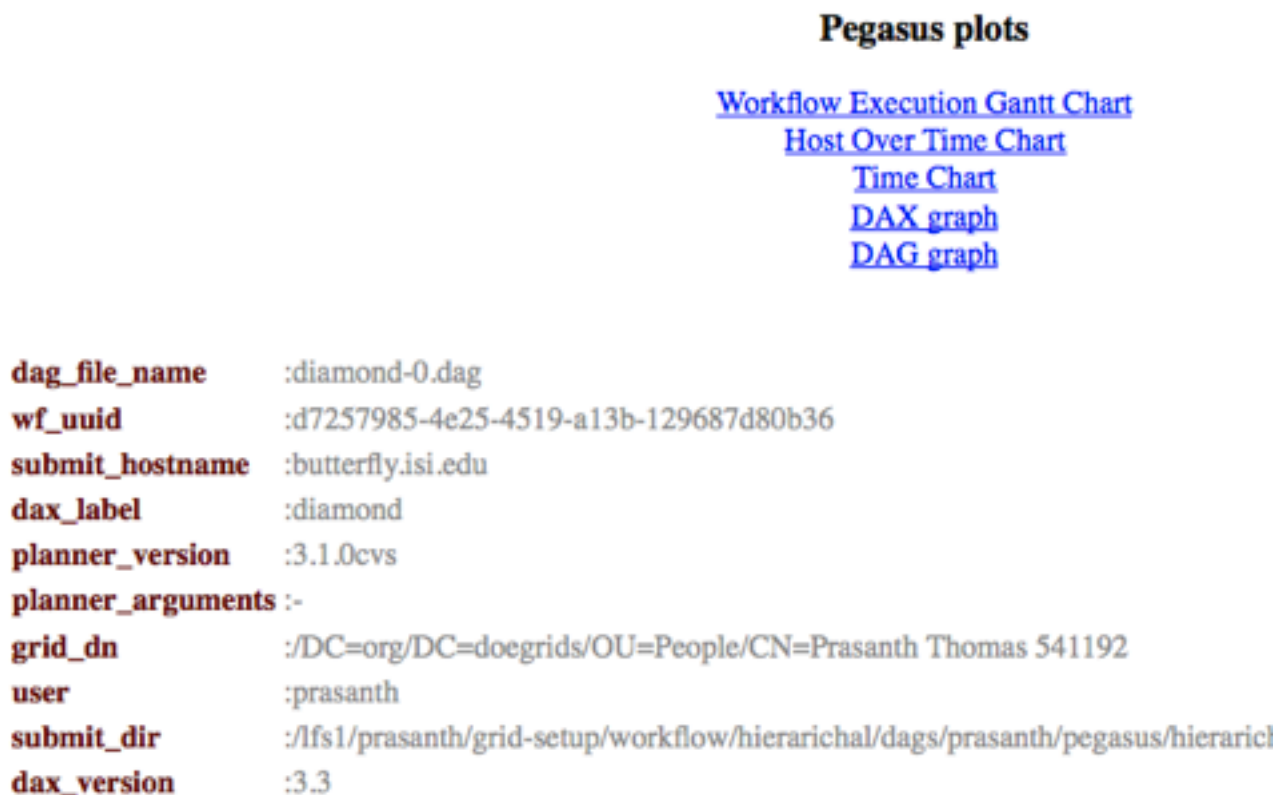 Pegasus plots
Workflow Execution Gantt Chart
Host Over Time Chart
Time Chart
DAX graph
DAG graph
dag_file_name :diamond-0.dag
wf_uuid :d7257985-4e25-4519-a13b-129687d80b36
submit_hostname :butterfly.isi.edu
dax_label :diamond
planner_version :3.1.0cvs
planner_arguments :-
grid_dn :/DC=org/DC=doegrids/OU=People/CN=Prasanth Thomas 541192
user :prasanth
submit_dir :/lfs1/prasanth/grid-setup/workflow/hierarichal/dags/prasanth/pegasus/hierarich
dax_version :3.3